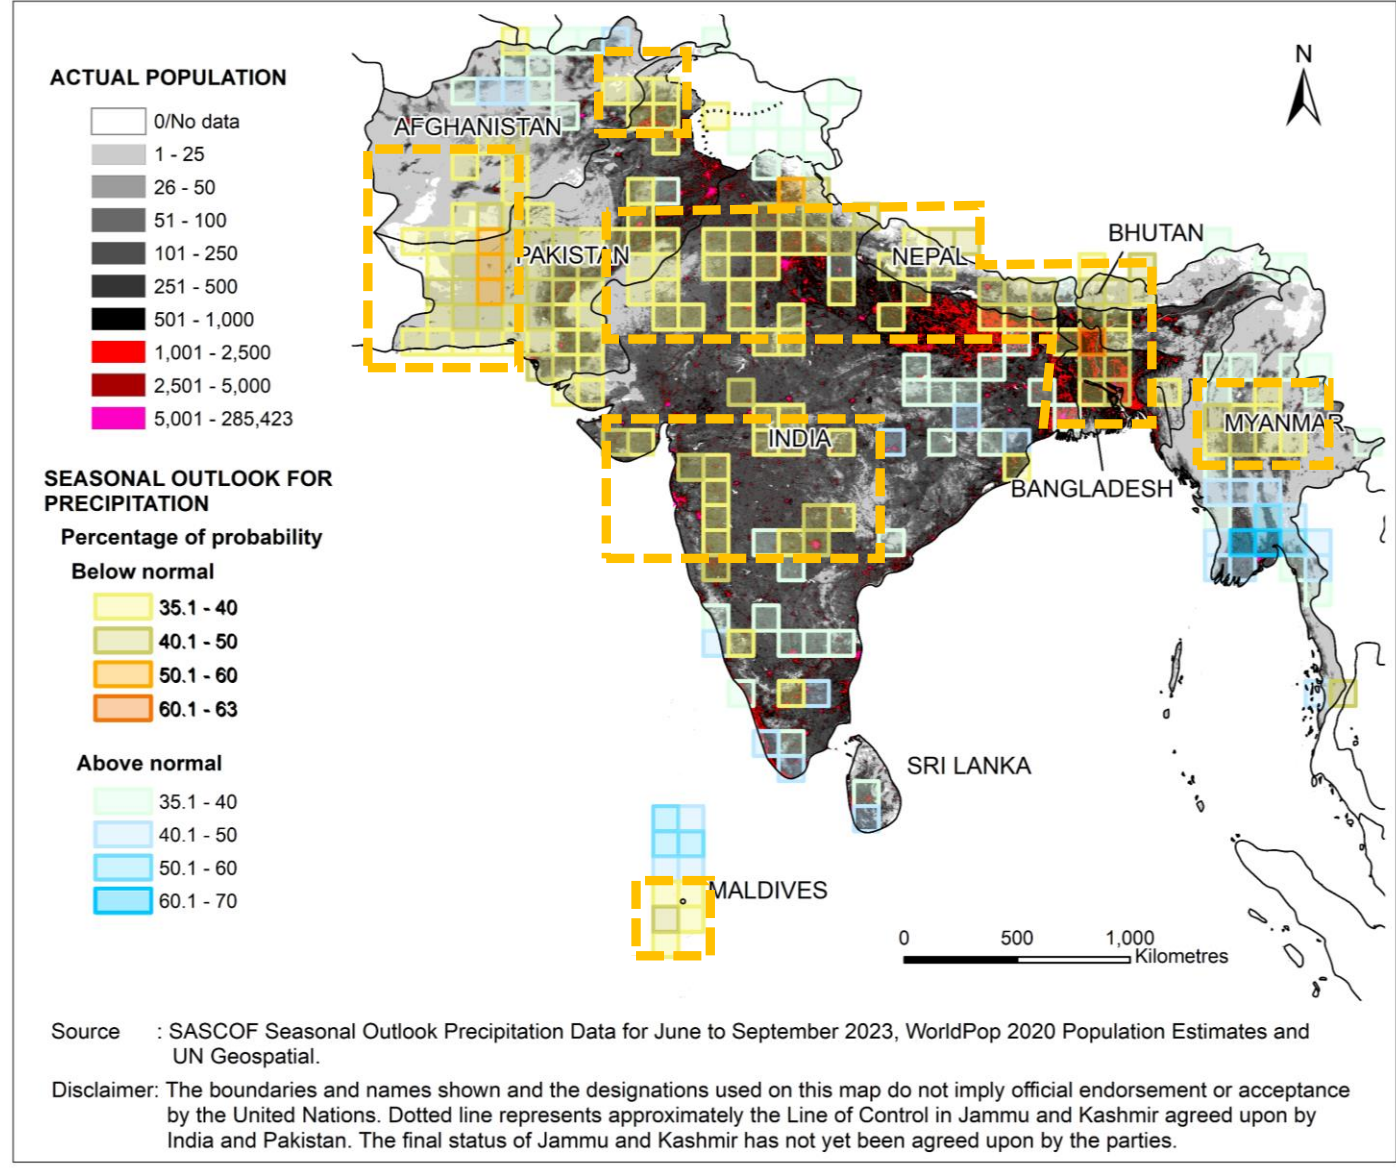 ACTUAL POPULATION
0/No data
1 - 25
26 - 50
51 - 100
101 - 250
251 - 500
501 - 1,000
1,001 - 2,500
2,501 - 5,000
5,001 - 285,423
SEASONAL OUTLOOK FOR
PRECIPITATION
Percentage of probability
Below normal
35.1 - 40
40.1 - 50
50.1 - 60
60.1 - 63
Above normal
35.1 - 40
40.1 - 50
50.1 - 60
60.1 - 70
N
AFGHANISTAN
PAKISTAN
NEPAL
BHUTAN
INDIA
MYANMAR
BANGLADESH
SRI LANKA
MALDIVES
0 500 1,000
Kilometres
Source : SASCOF Seasonal Outlook Precipitation Data for June to September 2023, WorldPop 2020 Population Estimates and
UN Geospatial.
Disclaimer: The boundaries and names shown and the designations used on this map do not imply official endorsement or acceptance
by the United Nations. Dotted line represents approximately the Line of Control in Jammu and Kashmir agreed upon by
India and Pakistan. The final status of Jammu and Kashmir has not yet been agreed upon by the parties.